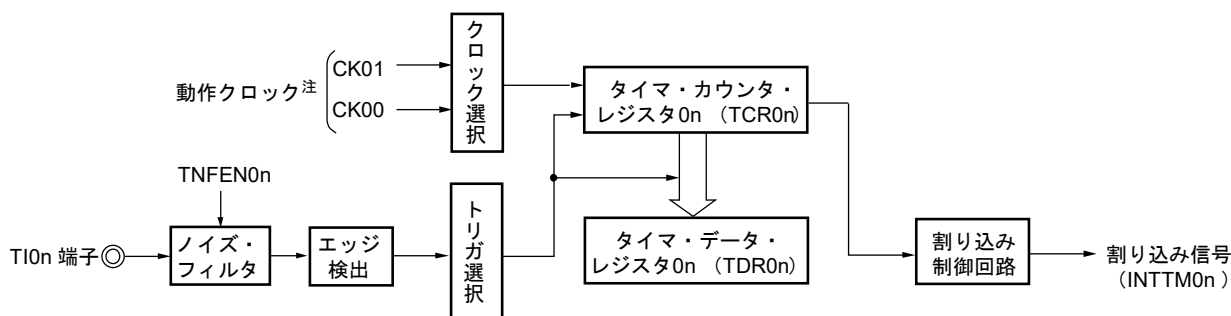 動作クロック注
CK01
CK00
クロック選択
タイマ・カウンタ・
レジスタ0n （TCR0n）
TNFEN0n
TI0n 端子
ノイズ・
フィルタ
エッジ
検出
トリガ選択
タイマ・データ・
レジスタ0n （TDR0n）
割り込み
制御回路
割り込み信号
（INTTM0n ）